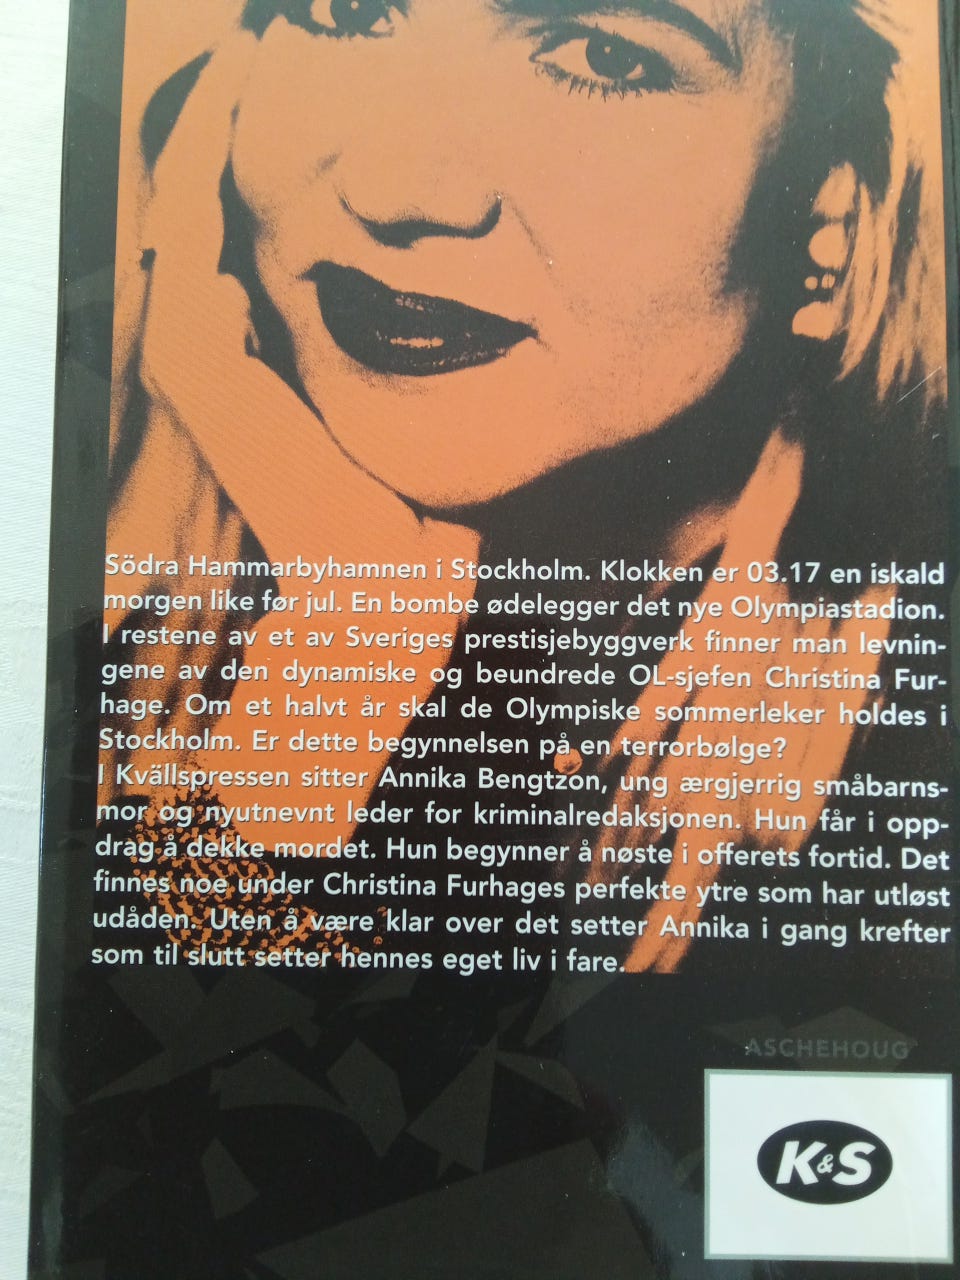 Södra Hammarbyhamnen i Stockholm. Klokken er 03.17 en iskald
morgen like før jul. En bombe ødelegger det nye Olympiastadion.
I restene av et av Sveriges prestisjebyggverk finner man levnin-
gene av den dynamiske og beundrede OL-sjefen Christina Fur-
hage. Om et halvt år skal de Olympiske sommerleker holdes i
Stockholm. Er dette begynnelsen på en terrorbølge?
I Kvällspressen sitter Annika Bengtzon, ung ærgjerrig småbarns-
mor og nyutnevnt leder for kriminalredaksjonen. Hun får i opp-
drag å dekke mordet. Hun begynner å nøste i offerets fortid. Det
finnes noe under Christina Furhages perfekte ytre som har utløst
udåden. Uten å være klar over det setter Annika i gang krefter
som til slutt setter hennes eget liv i fare.
ASCHEHOUG
K&S